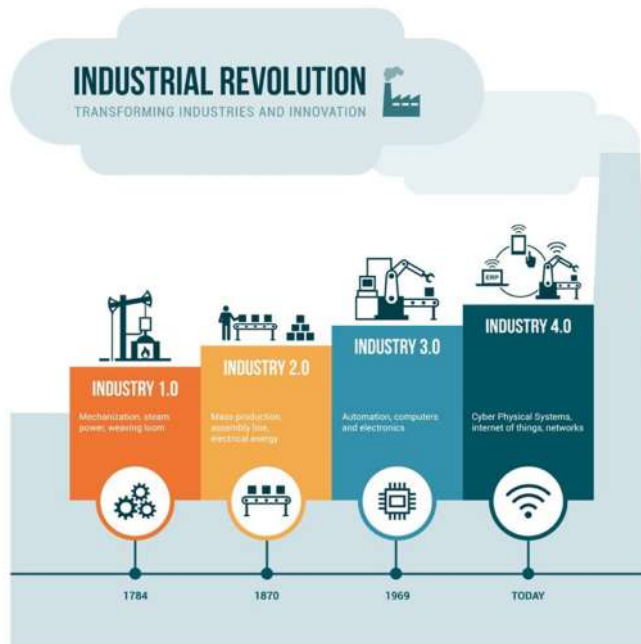 INDUSTRIAL REVOLUTION
TRANSFORMING INDUSTRIES AND INNOVATION
INDUSTRY 1.0
Mechanization, steam
power, weaving loom
INDUSTRY 2.0
Mass production,
assembly line,
electrical energy
INDUSTRY 3.0
Automation, computers
and electronics
ERP
INDUSTRY 4.0
Cyber Physical Systems,
internet of things, networks
1784
1870
1969
TODAY